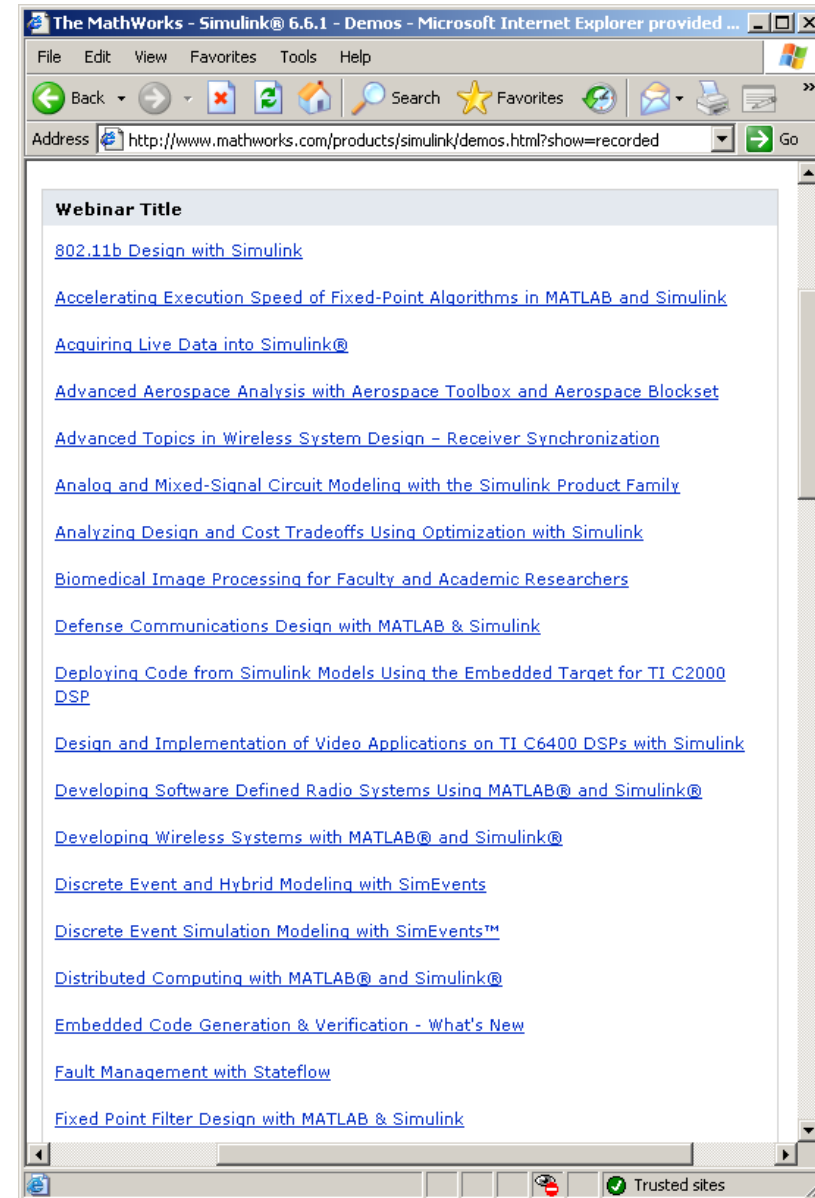 The MathWorks - Simulink® 6.6.1 - Demos - Microsoft Internet Explorer provided ...
File Edit View Favorites Tools Help
Back Search Favorites »
Address http://www.mathworks.com/products/simulink/demos.html?show=recorded Go
Webinar Title
802.11b Design with Simulink
Accelerating Execution Speed of Fixed-Point Algorithms in MATLAB and Simulink
Acquiring Live Data into Simulink®
Advanced Aerospace Analysis with Aerospace Toolbox and Aerospace Blockset
Advanced Topics in Wireless System Design – Receiver Synchronization
Analog and Mixed-Signal Circuit Modeling with the Simulink Product Family
Analyzing Design and Cost Tradeoffs Using Optimization with Simulink
Biomedical Image Processing for Faculty and Academic Researchers
Defense Communications Design with MATLAB & Simulink
Deploying Code from Simulink Models Using the Embedded Target for TI C2000
DSP
Design and Implementation of Video Applications on TI C6400 DSPs with Simulink
Developing Software Defined Radio Systems Using MATLAB® and Simulink®
Developing Wireless Systems with MATLAB® and Simulink®
Discrete Event and Hybrid Modeling with SimEvents
Discrete Event Simulation Modeling with SimEvents™
Distributed Computing with MATLAB® and Simulink®
Embedded Code Generation & Verification - What's New
Fault Management with Stateflow
Fixed Point Filter Design with MATLAB & Simulink
Trusted sites